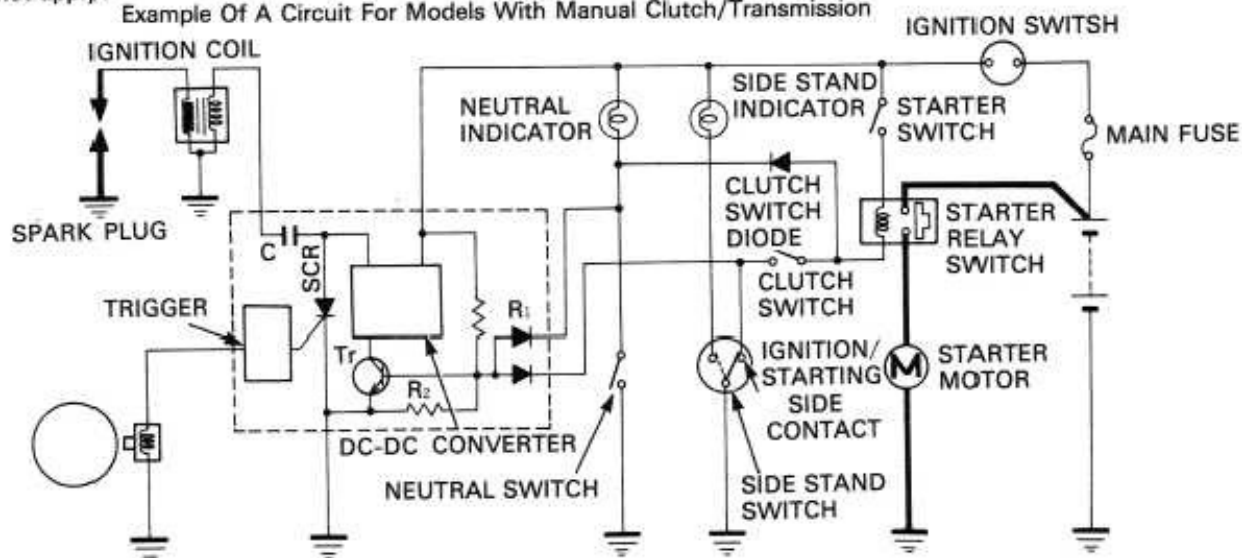 Example Of A Circuit For Models With Manual Clutch/Transmission
IGNITION COIL
IGNITION SWITSH
NEUTRAL
INDICATOR
SIDE STAND
INDICATOR
STARTER
SWITCH
MAIN FUSE
SPARK PLUG
CLUTCH
SWITCH
DIODE
STARTER
RELAY
SWITCH
C
SCR
CLUTCH
SWITCH
TRIGGER
R1
Tr
R2
IGNITION/
STARTING
SIDE
CONTACT
M
STARTER
MOTOR
DC-DC CONVERTER
NEUTRAL SWITCH
SIDE STAND
SWITCH